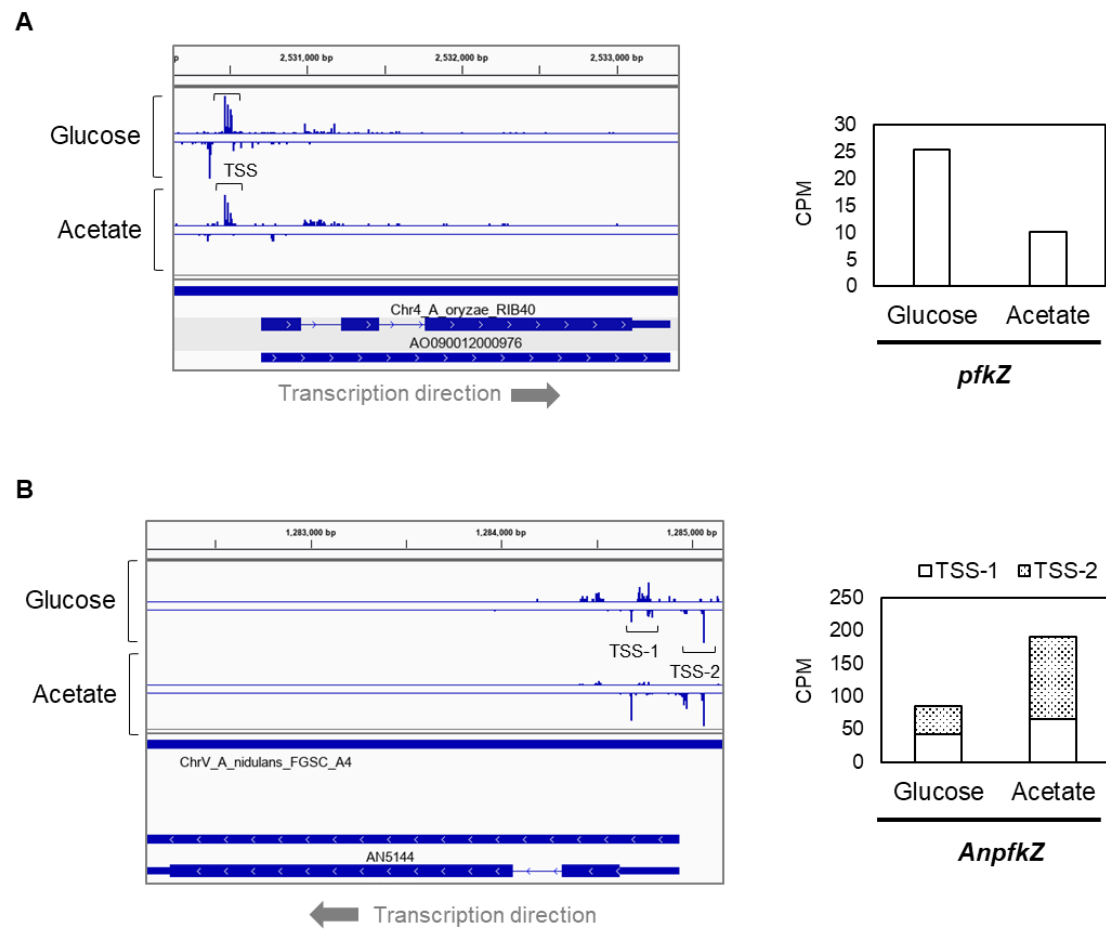 A
p
2,531,000 bp
2,532,000 bp
2,533,000 bp
Glucose
TSS
Acetate
Chr4_A_oryzae_RIB40
AO090012000976
Transcription direction
30
25
20
15
10
5
0
CPM
Glucose
Acetate
pfkZ
B
1,283,000 bp
1,284,000 bp
1,285,000 bp
Glucose
TSS-1
TSS-2
Acetate
ChrV_A_nidulans_FGSC_A4
AN5144
Transcription direction
TSS-1
TSS-2
250
200
150
100
50
0
CPM
Glucose
Acetate
AnpfkZ